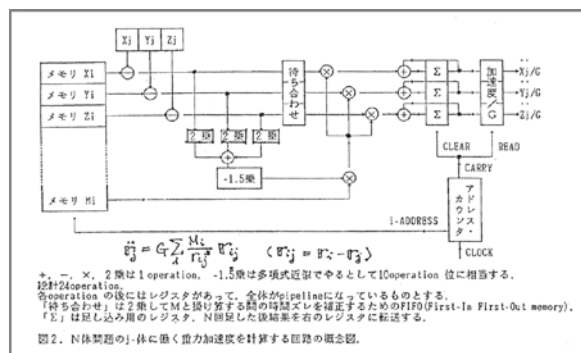 Xj Yj Zj
メモリ Xi
メモリ Yi
メモリ Zi
待ち合わせ
Σ
Σ
Σ
加速度/G
Ẍj/G
Ÿj/G
Z̈j/G
2乗 2乗 2乗
-1.5乗
CLEAR READ
CARRY
メモリ Mi
I-ADDRESS
アドレス・カウンタ
CLOCK
r̈j = G Σi Mi/rij³ rij (rij = ri - rj)
+, -, ×, 2乗は1 operation, -1.5乗は多項式近似でやるとして10operation 位に相当する.
総計24operation.
各operation の後にはレジスタがあって, 全体がpipelineになっているものとする.
「待ち合わせ」は2乗してMと掛け算する間の時間ズレを補正するためのFIFO(First-In First-Out memory).
「Σ」は足し込み用のレジスタ. N回足した後結果を右のレジスタに転送する.
図2. N体問題のj-体に働く重力加速度を計算する回路の概念図.